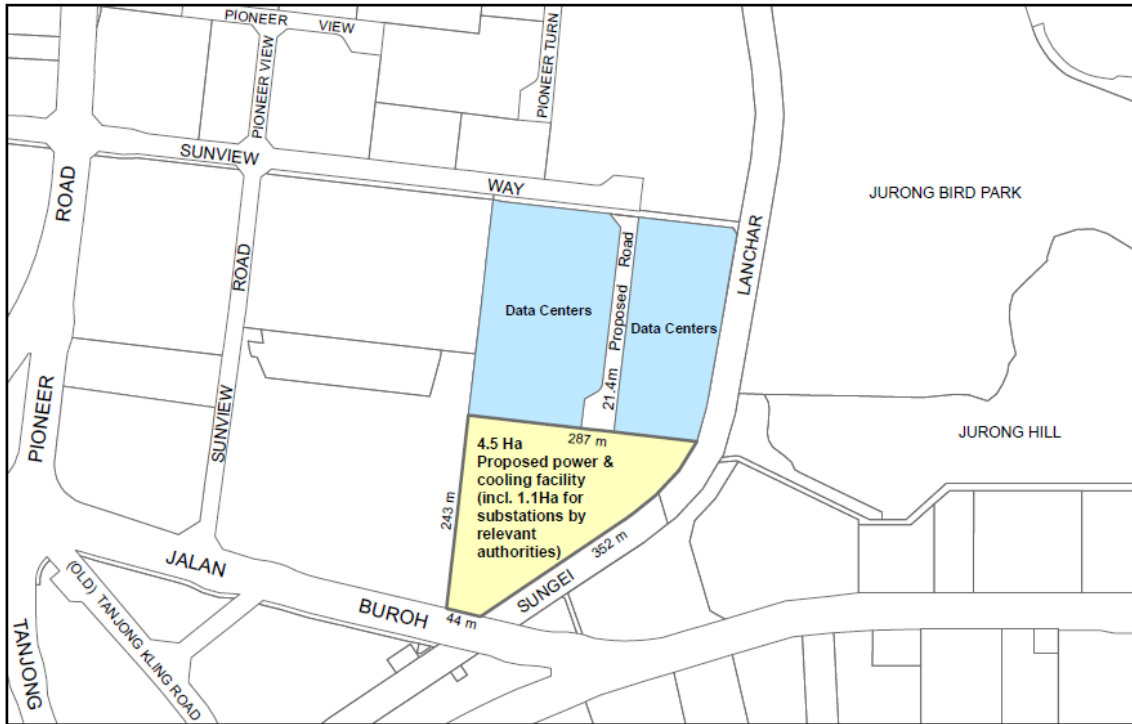 PIONEER VIEW
PIONEER VIEW
PIONEER TURN
SUNVIEW WAY
ROAD
JURONG BIRD PARK
LANCHAR
ROAD
Proposed Road
21.4m
Data Centers
Data Centers
PIONEER
SUNVIEW
JURONG HILL
287 m
4.5 Ha
Proposed power &
cooling facility
(incl. 1.1Ha for
substations by
relevant
authorities)
243 m
352 m
SUNGEI
JALAN
BUROH
44 m
(OLD) TANJONG KLING ROAD
TANJONG